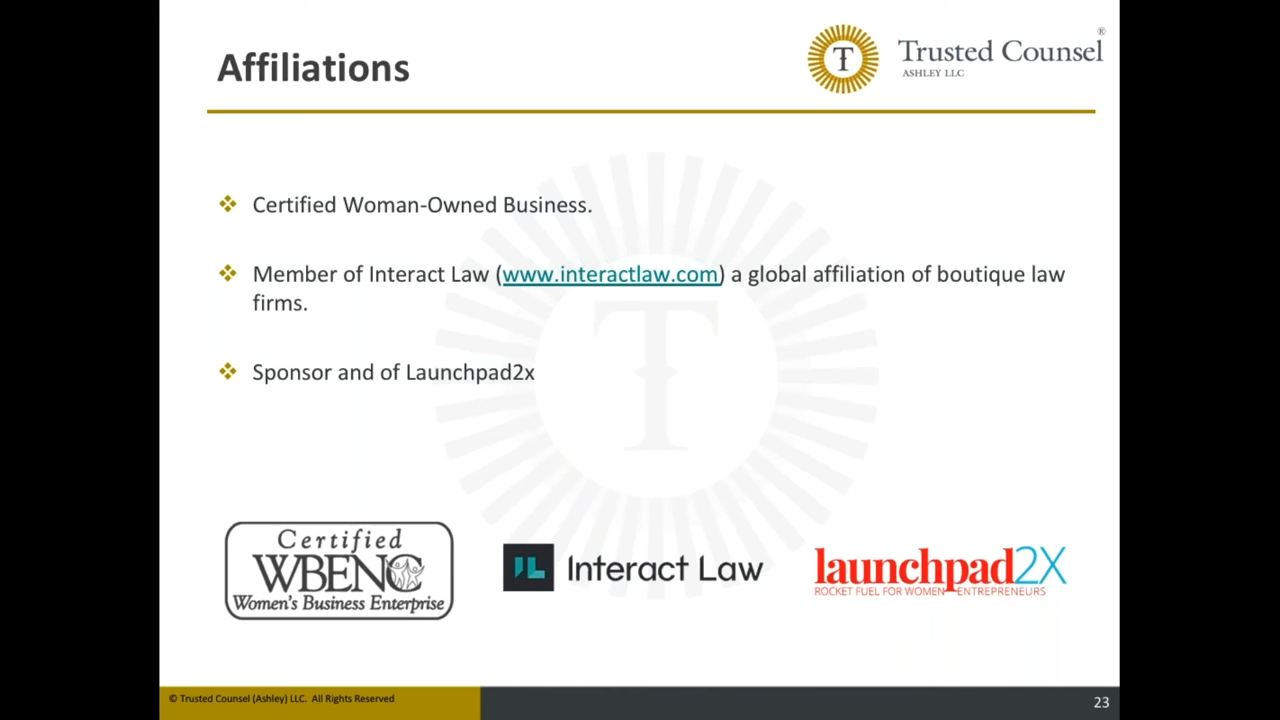 Affiliations
T
Trusted Counsel®
ASHLEY LLC
Certified Woman-Owned Business.
Member of Interact Law (www.interactlaw.com) a global affiliation of boutique law
firms.
Sponsor and of Launchpad2x
T
Certified
WBENC
Women's Business Enterprise
IL Interact Law
launchpad2X
ROCKET FUEL FOR WOMEN ENTREPRENEURS
© Trusted Counsel (Ashley) LLC. All Rights Reserved
23